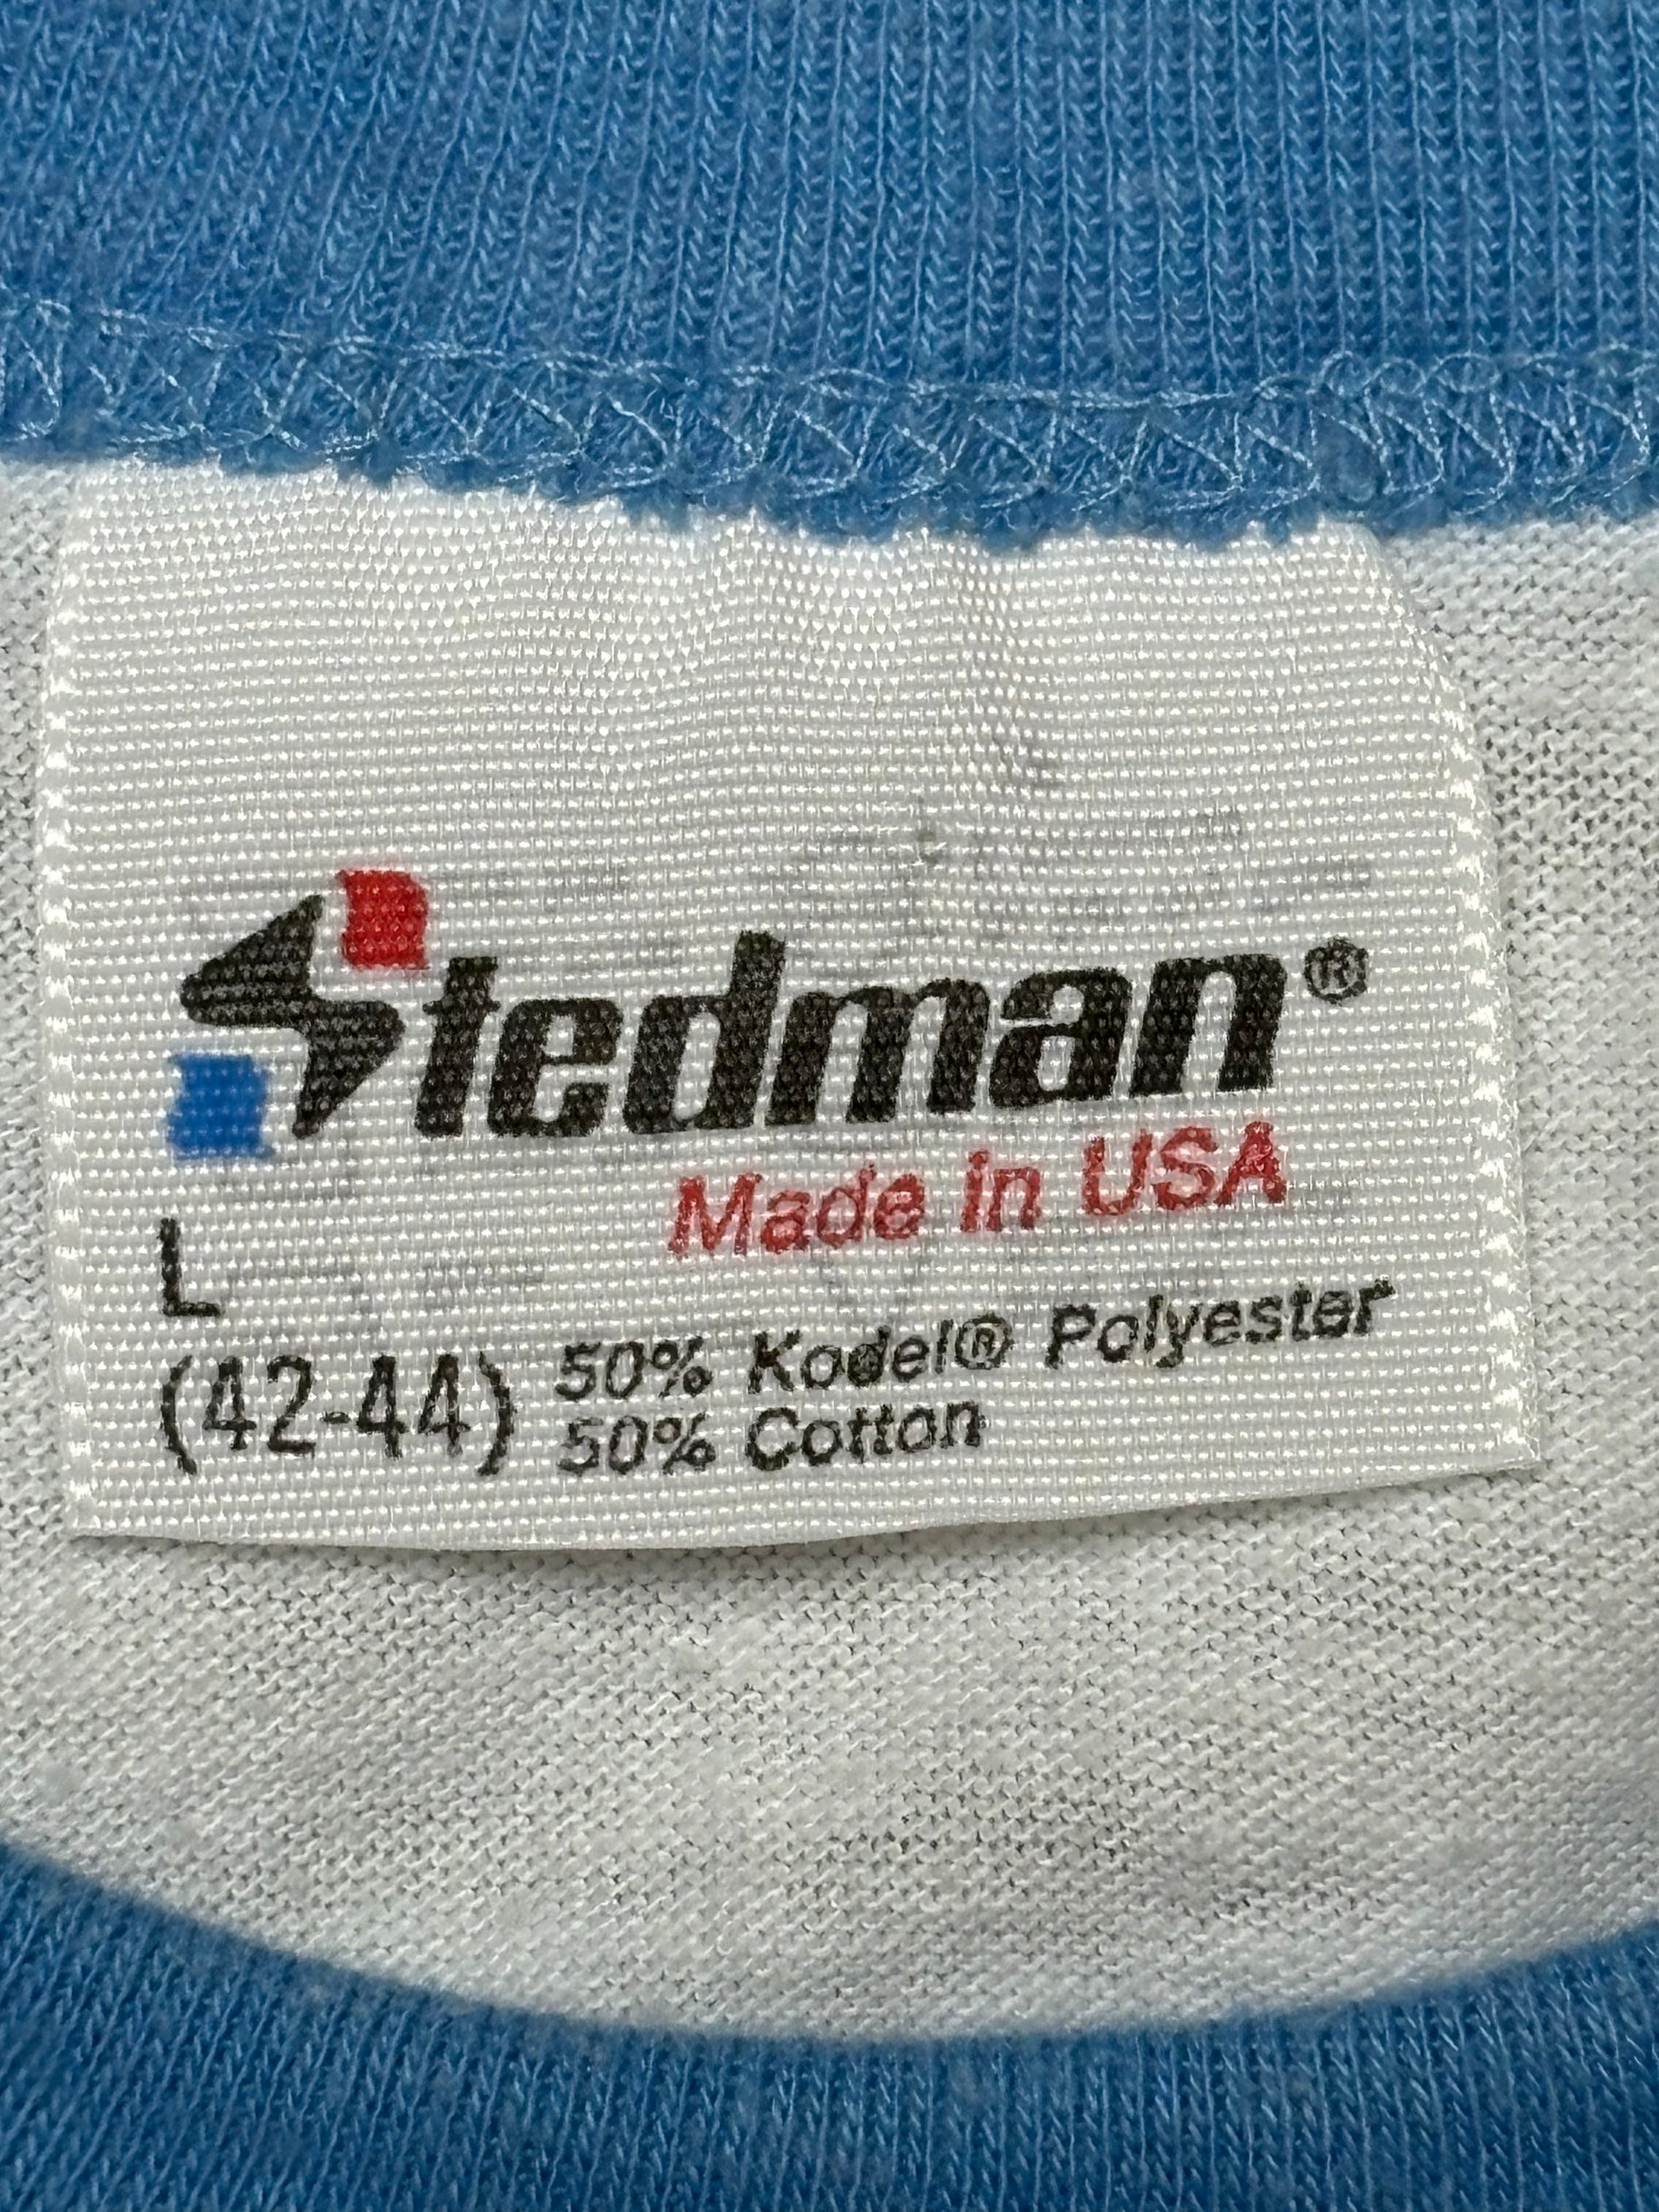 Stedman®
Made in USA
L
(42-44)
50% Kodel® Polyester
50% Cotton